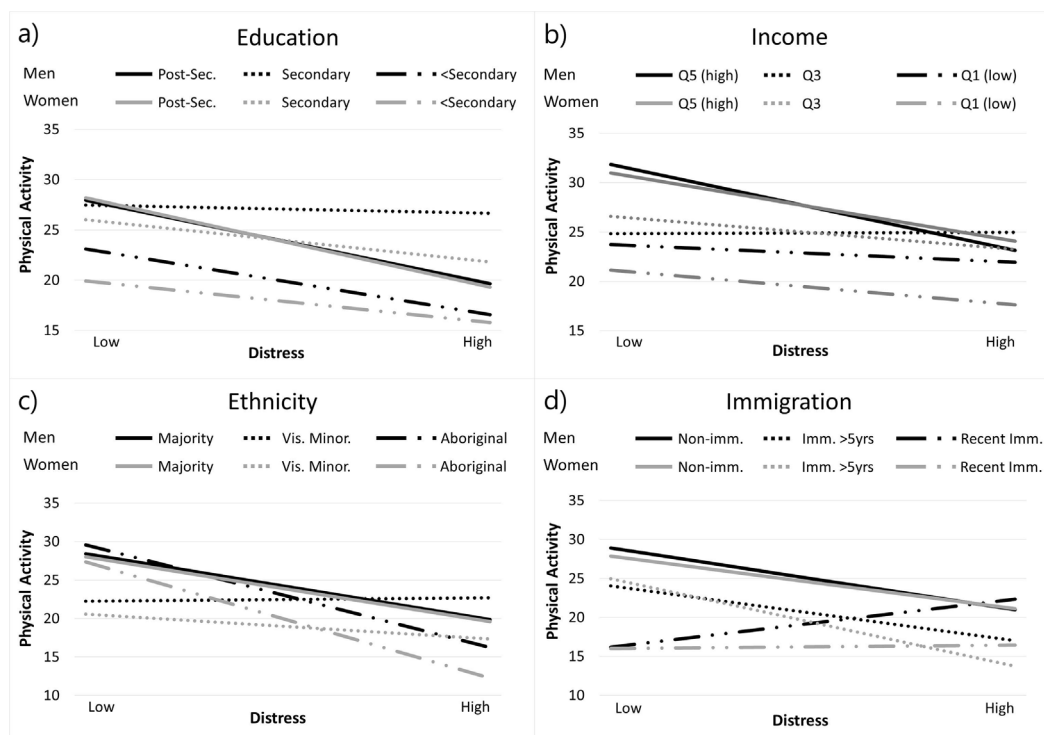 a) Education
Men Post-Sec. Secondary <Secondary
Women Post-Sec. Secondary <Secondary
35
30
25
20
15
Physical Activity
Low High
Distress
b) Income
Men Q5 (high) Q3 Q1 (low)
Women Q5 (high) Q3 Q1 (low)
35
30
25
20
15
Physical Activity
Low High
Distress
c) Ethnicity
Men Majority Vis. Minor. Aboriginal
Women Majority Vis. Minor. Aboriginal
35
30
25
20
15
10
Physical Activity
Low High
Distress
d) Immigration
Men Non-imm. Imm. >5yrs Recent Imm.
Women Non-imm. Imm. >5yrs Recent Imm.
35
30
25
20
15
10
Physical Activity
Low High
Distress